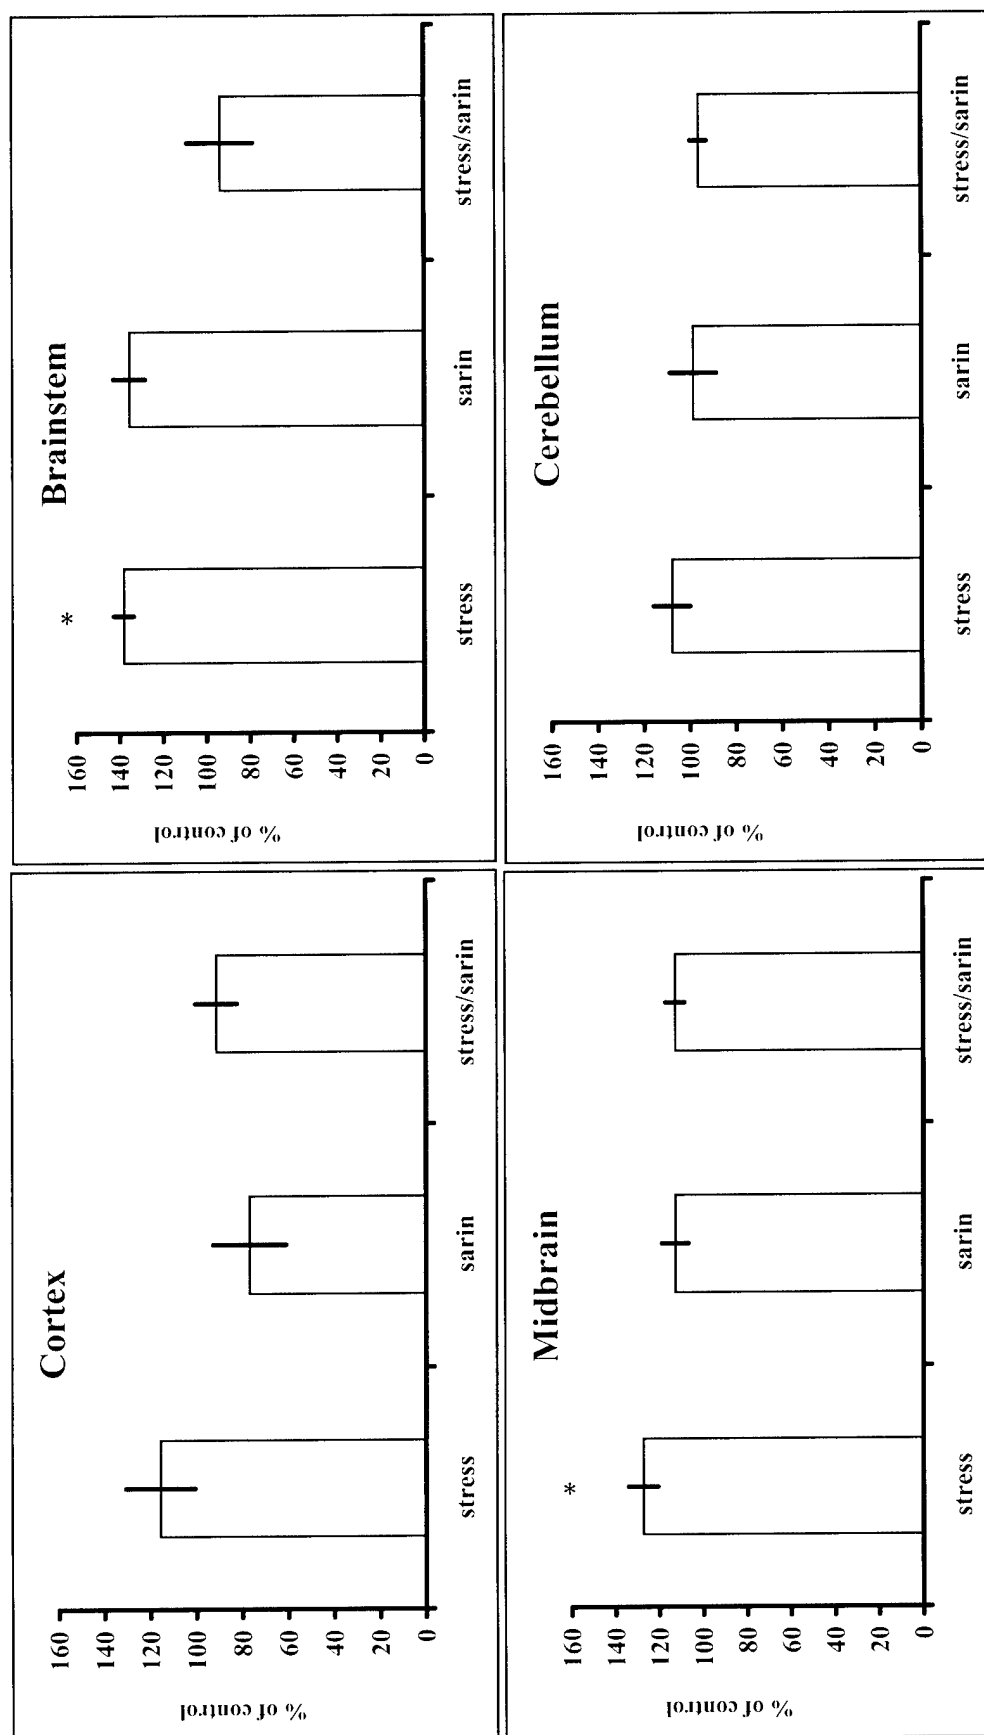 Cortex
% of control
160
140
120
100
80
60
40
20
0
stress
sarin
stress/sarin
Brainstem
% of control
160
140
120
100
80
60
40
20
0
*
stress
sarin
stress/sarin
Midbrain
% of control
160
140
120
100
80
60
40
20
0
*
stress
sarin
stress/sarin
Cerebellum
% of control
160
140
120
100
80
60
40
20
0
stress
sarin
stress/sarin